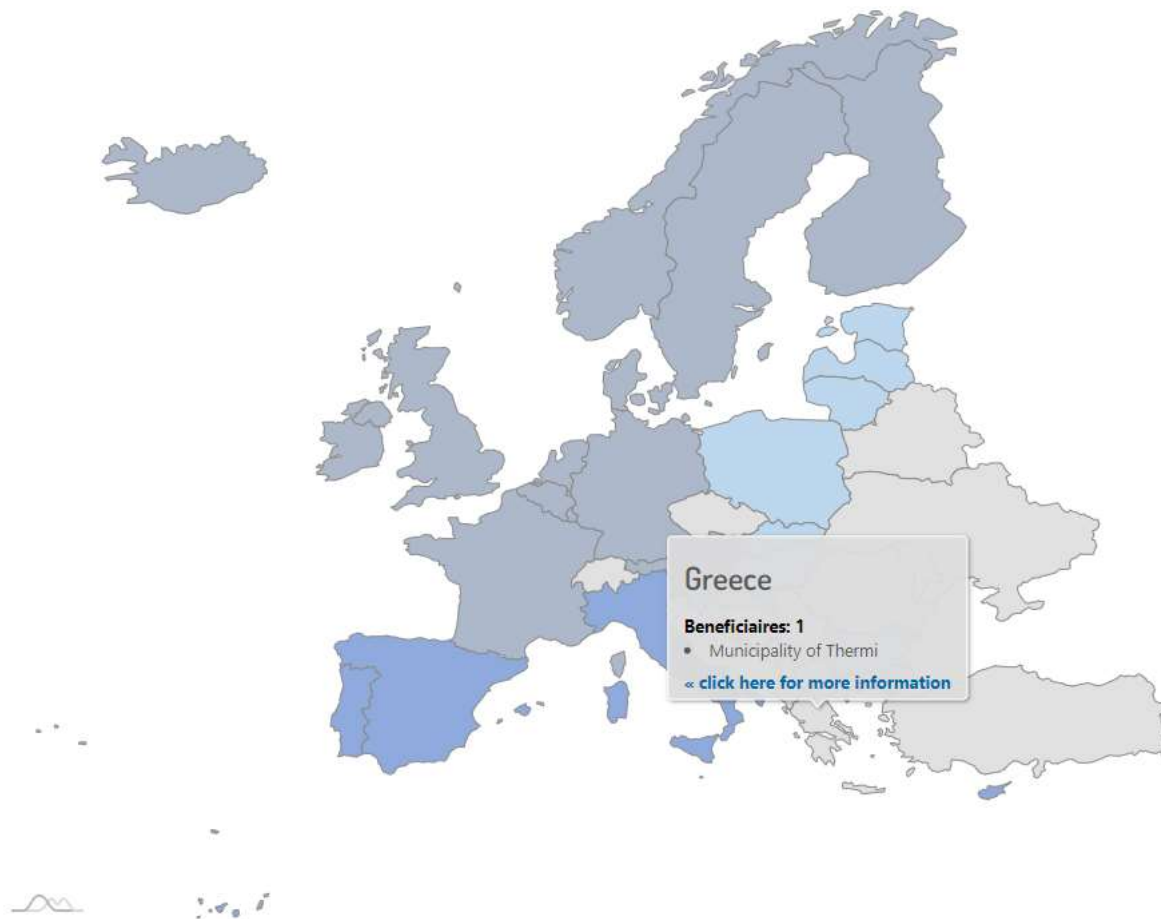 Greece
Beneficiaires: 1
• Municipality of Thermi
« click here for more information